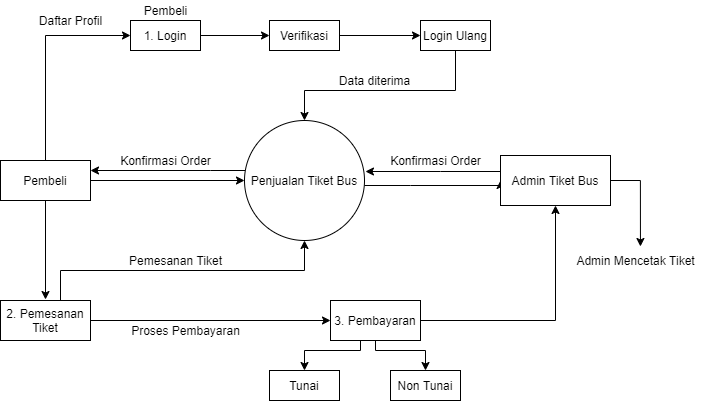 Pembeli
Daftar Profil
1. Login
Verifikasi
Login Ulang
Data diterima
Konfirmasi Order
Konfirmasi Order
Pembeli
Penjualan Tiket Bus
Admin Tiket Bus
Pemesanan Tiket
Admin Mencetak Tiket
2. Pemesanan
Tiket
3. Pembayaran
Proses Pembayaran
Tunai
Non Tunai